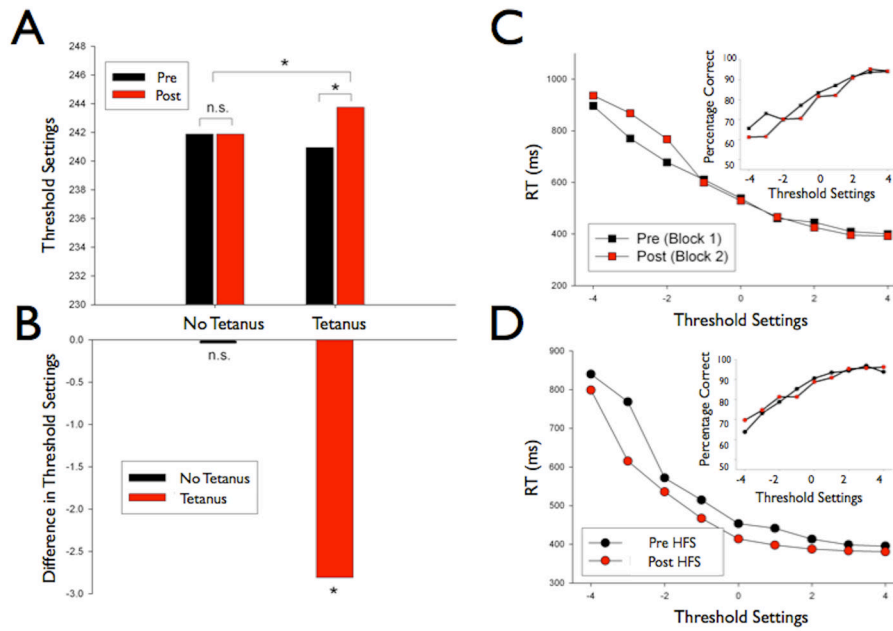 A
248
246
244
242
240
238
236
234
232
230
Threshold Settings
Pre
Post
n.s.
*
*
No Tetanus
Tetanus
B
0.0
-0.5
-1.0
-1.5
-2.0
-2.5
-3.0
Difference in Threshold Settings
n.s.
No Tetanus
Tetanus
*
C
1000
800
600
400
200
RT (ms)
Pre (Block 1)
Post (Block 2)
-4
-2
0
2
4
Threshold Settings
100
90
80
70
60
50
Percentage Correct
-4
-2
0
2
4
Threshold Settings
D
900
800
700
600
500
400
300
RT (ms)
Pre HFS
Post HFS
-4
-2
0
2
4
Threshold Settings
100
90
80
70
60
50
Percentage Correct
-4
-2
0
2
4
Threshold Settings